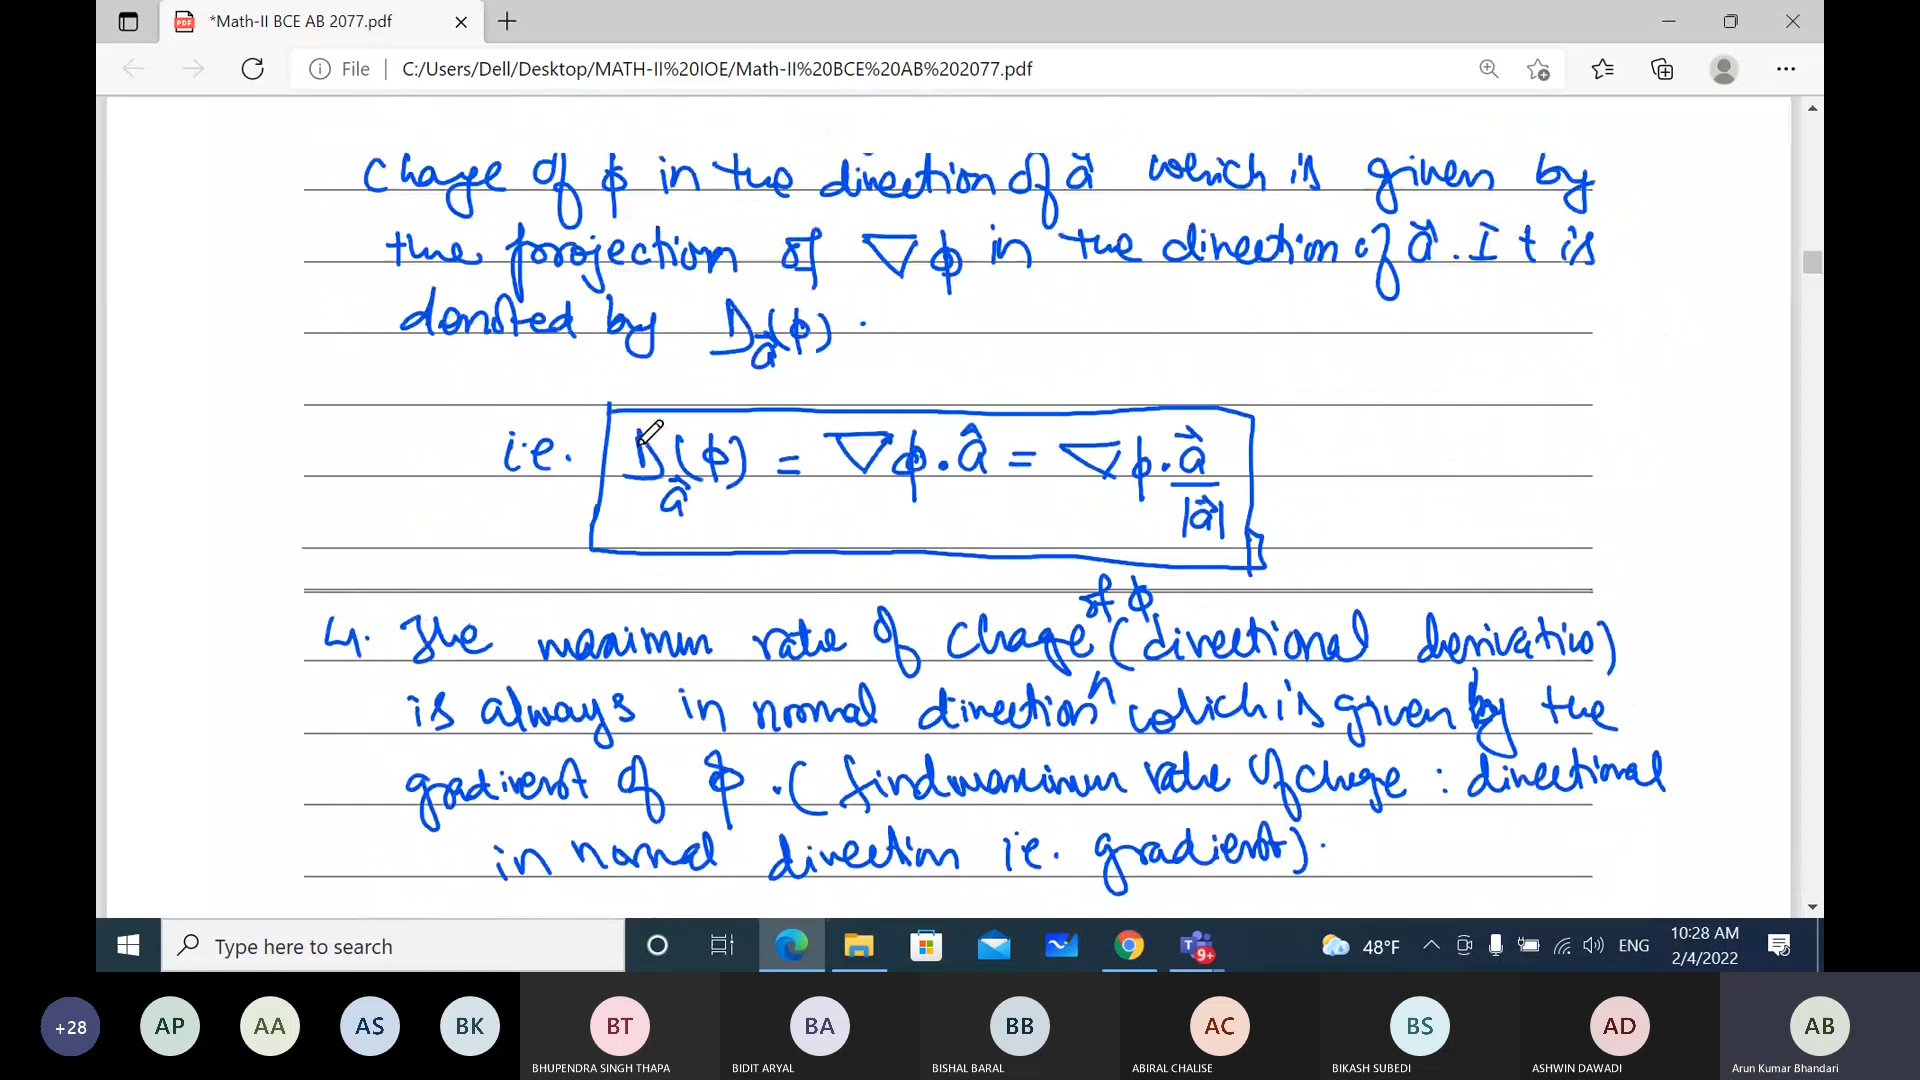 *Math-II BCE AB 2077.pdf
File | C:/Users/Dell/Desktop/MATH-II%20IOE/Math-II%20BCE%20AB%202077.pdf
chage of ϕ in the direction of a⃗ which is given by
the projection of ∇ϕ in the direction of a⃗. It is
denoted by D_a⃗(ϕ).
i.e. D_a⃗(ϕ) = ∇ϕ.â = ∇ϕ.a⃗/|a⃗|
of ϕ
4. The maximum rate of chage (directional derivative)
is always in normal direction n which is given by the
gradient of ϕ. (find maximum rate of chage : directional
in normal direction ie. gradient).
Type here to search
9+
48°F
ENG
10:28 AM
2/4/2022
+28 AP AA AS BK BT BA BB AC BS AD AB
BHUPENDRA SINGH THAPA BIDIT ARYAL BISHAL BARAL ABIRAL CHALISE BIKASH SUBEDI ASHWIN DAWADI Arun Kumar Bhandari